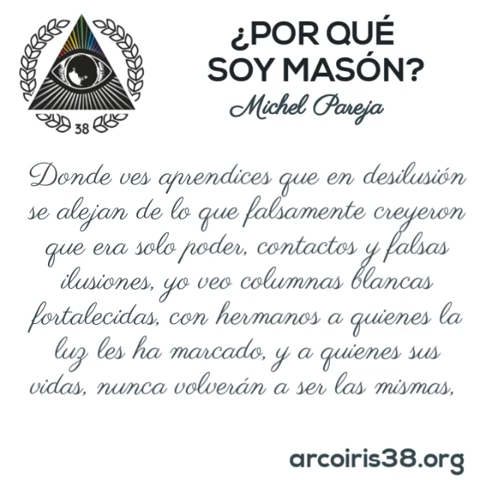 ¿POR QUÉ
SOY MASÓN?
Michel Pareja
38
Donde ves aprendices que en desilusión
se alejan de lo que falsamente creyeron
que era solo poder, contactos y falsas
ilusiones, yo veo columnas blancas
fortalecidas, con hermanos a quienes la
luz les ha marcado, y a quienes sus
vidas, nunca volverán a ser las mismas,
arcoiris38.org